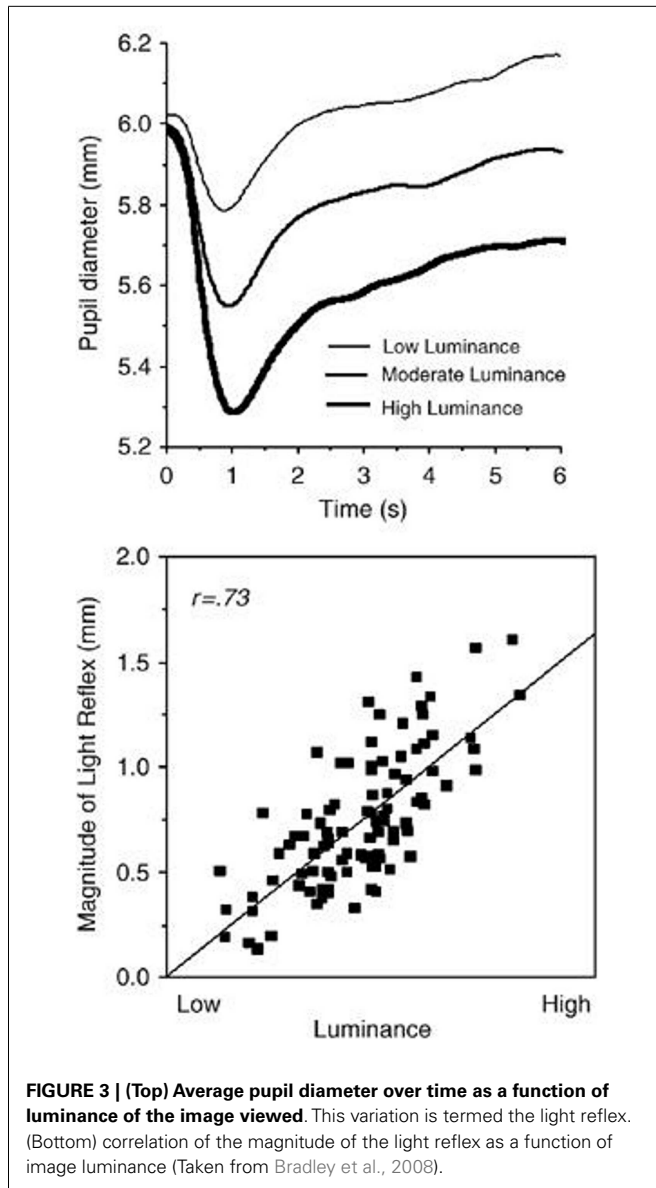 6.2
6.0
5.8
5.6
5.4
5.2
Pupil diameter (mm)
Low Luminance
Moderate Luminance
High Luminance
0 1 2 3 4 5 6
Time (s)
2.0
1.5
1.0
0.5
0.0
Magnitude of Light Reflex (mm)
r=.73
Low High
Luminance
FIGURE 3 | (Top) Average pupil diameter over time as a function of
luminance of the image viewed. This variation is termed the light reflex.
(Bottom) correlation of the magnitude of the light reflex as a function of
image luminance (Taken from Bradley et al., 2008).